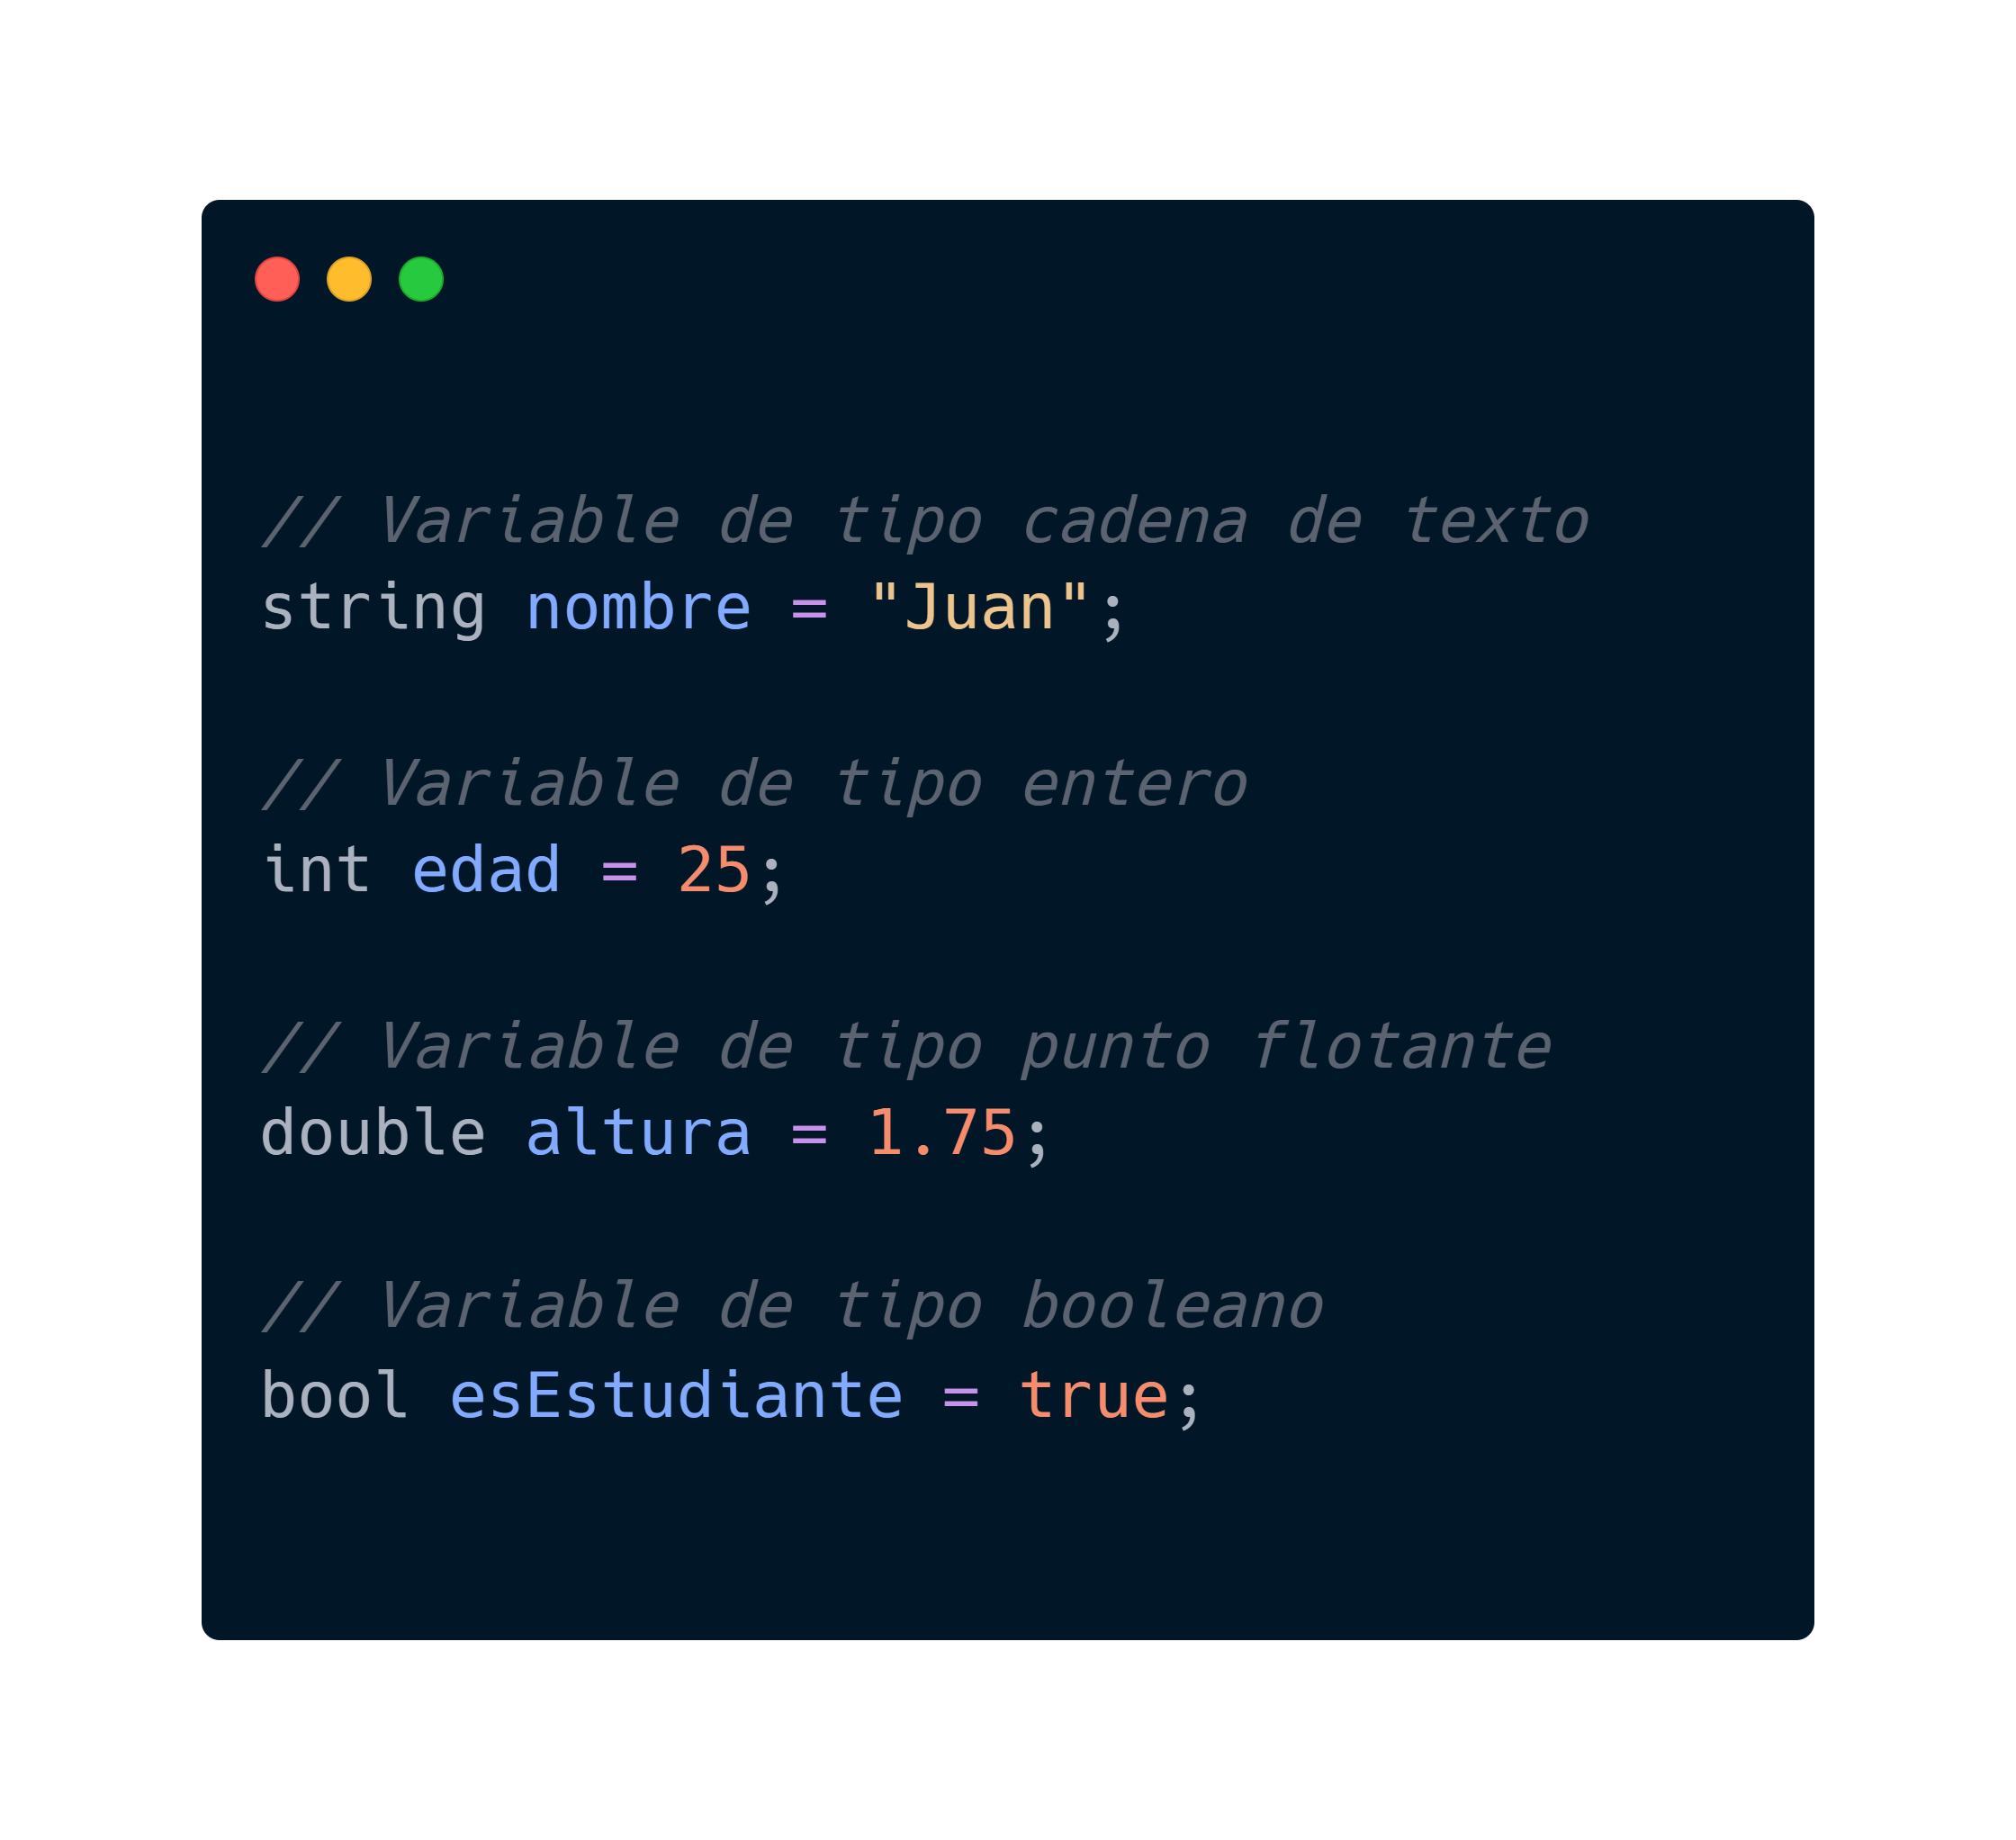 // Variable de tipo cadena de texto
string nombre = "Juan";
// Variable de tipo entero
int edad = 25;
// Variable de tipo punto flotante
double altura = 1.75;
// Variable de tipo booleano
bool esEstudiante = true;